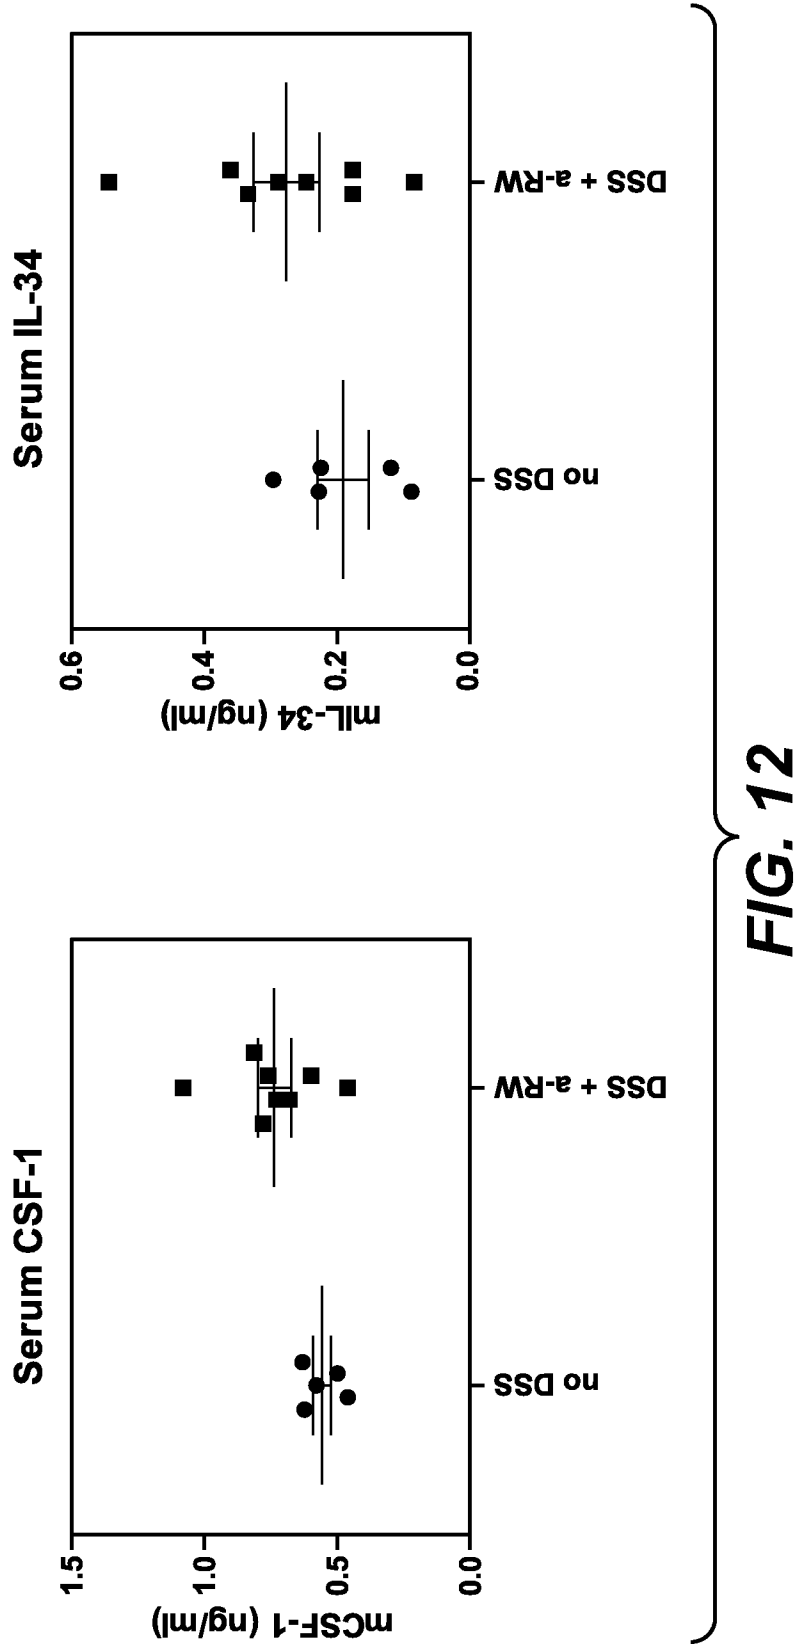 Serum CSF-1
mCSF-1 (ng/ml)
1.5
1.0
0.5
0.0
no DSS
DSS + a-RW
Serum IL-34
mIL-34 (ng/ml)
0.6
0.4
0.2
0.0
no DSS
DSS + a-RW
FIG. 12